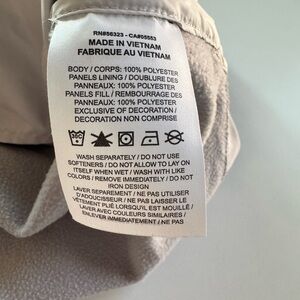 RN#56323 - CA#05553
MADE IN VIETNAM
FABRIQUE AU VIETNAM
BODY / CORPS: 100% POLYESTER
PANELS LINING / DOUBLURE DES
PANNEAUX: 100% POLYESTER
PANELS FILL / REMBOURRAGE DES
PANNEAUX: 100% POLYESTER
EXCLUSIVE OF DECORATION /
DECORATION NON COMPRISE
WASH SEPARATELY / DO NOT USE
SOFTENERS / DO NOT ALLOW TO LAY ON
ITSELF WHEN WET / WASH WITH LIKE
COLORS / REMOVE IMMEDIATELY / DO NOT
IRON DESIGN
LAVER SEPAREMENT / NE PAS UTILISER
D'ADOUCISSEUR / NE PAS LAISSER LE
VÊTEMENT PLIÉ LORSQU'IL EST MOUILLÉ /
LAVER AVEC COULEURS SIMILAIRES /
ENLEVER IMMEDIATEMENT / NE PAS